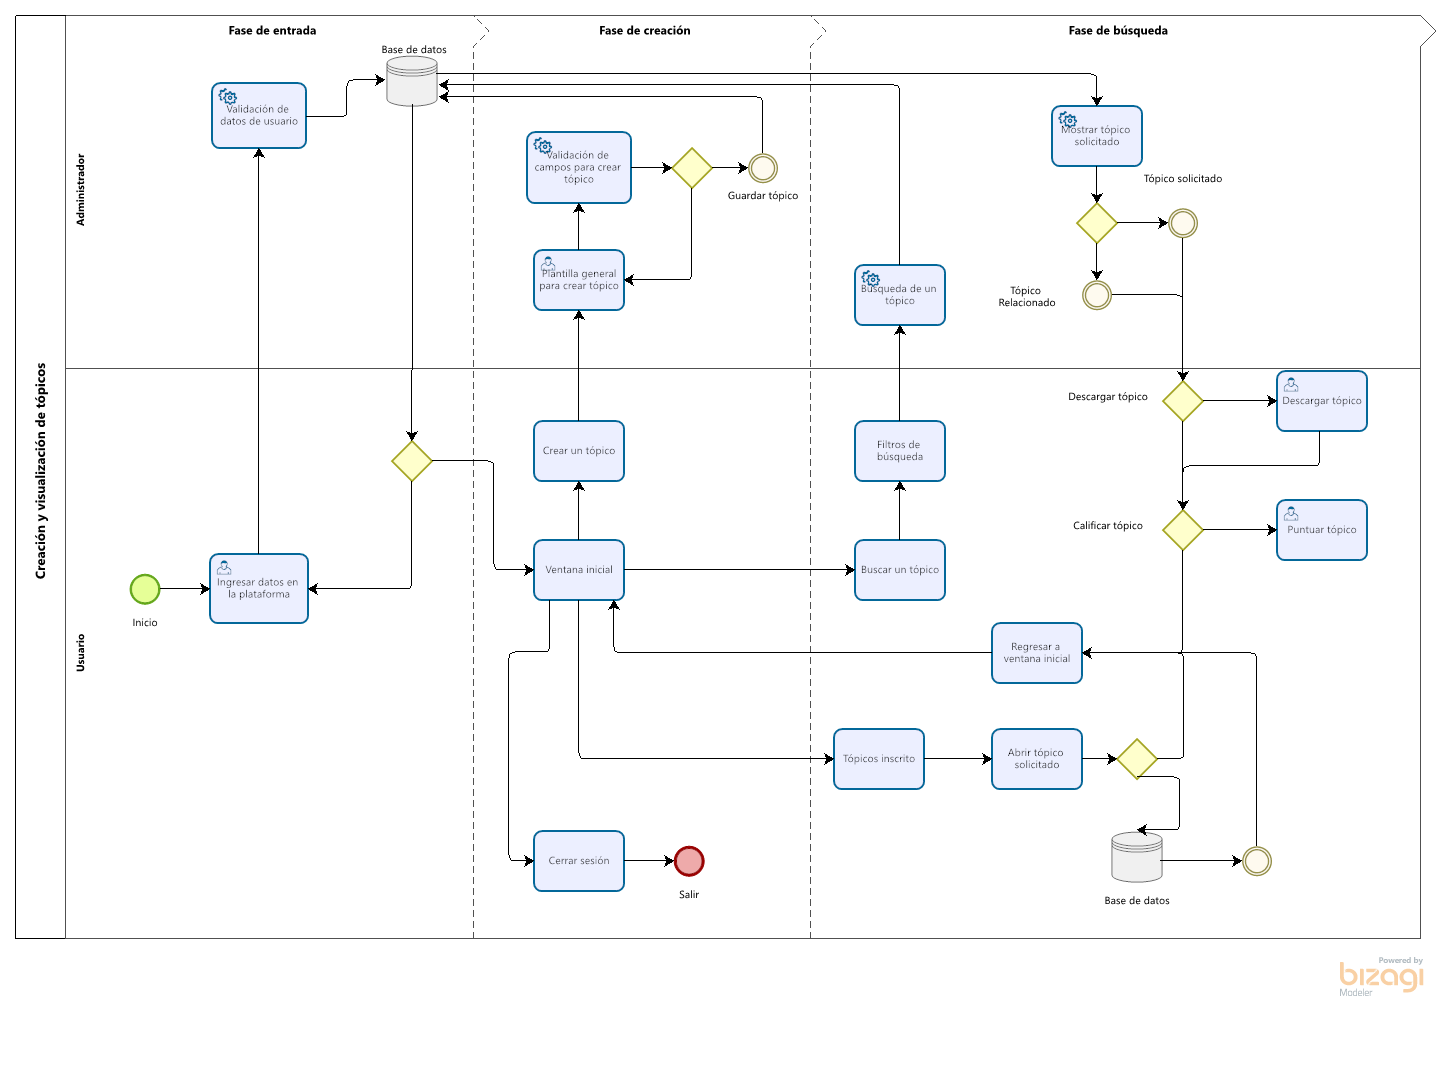 Fase de entrada
Fase de creación
Fase de búsqueda
Creación y visualización de tópicos
Administrador
Usuario
Base de datos
Validación de
datos de usuario
Validación de
campos para crear
tópico
Guardar tópico
Plantilla general
para crear tópico
Mostrar tópico
solicitado
Tópico solicitado
Tópico
Relacionado
Búsqueda de un
tópico
Descargar tópico
Descargar tópico
Crear un tópico
Filtros de
búsqueda
Calificar tópico
Puntuar tópico
Ventana inicial
Buscar un tópico
Ingresar datos en
la plataforma
Inicio
Regresar a
ventana inicial
Tópicos inscrito
Abrir tópico
solicitado
Cerrar sesión
Salir
Base de datos
Powered by
bizagi
Modeler